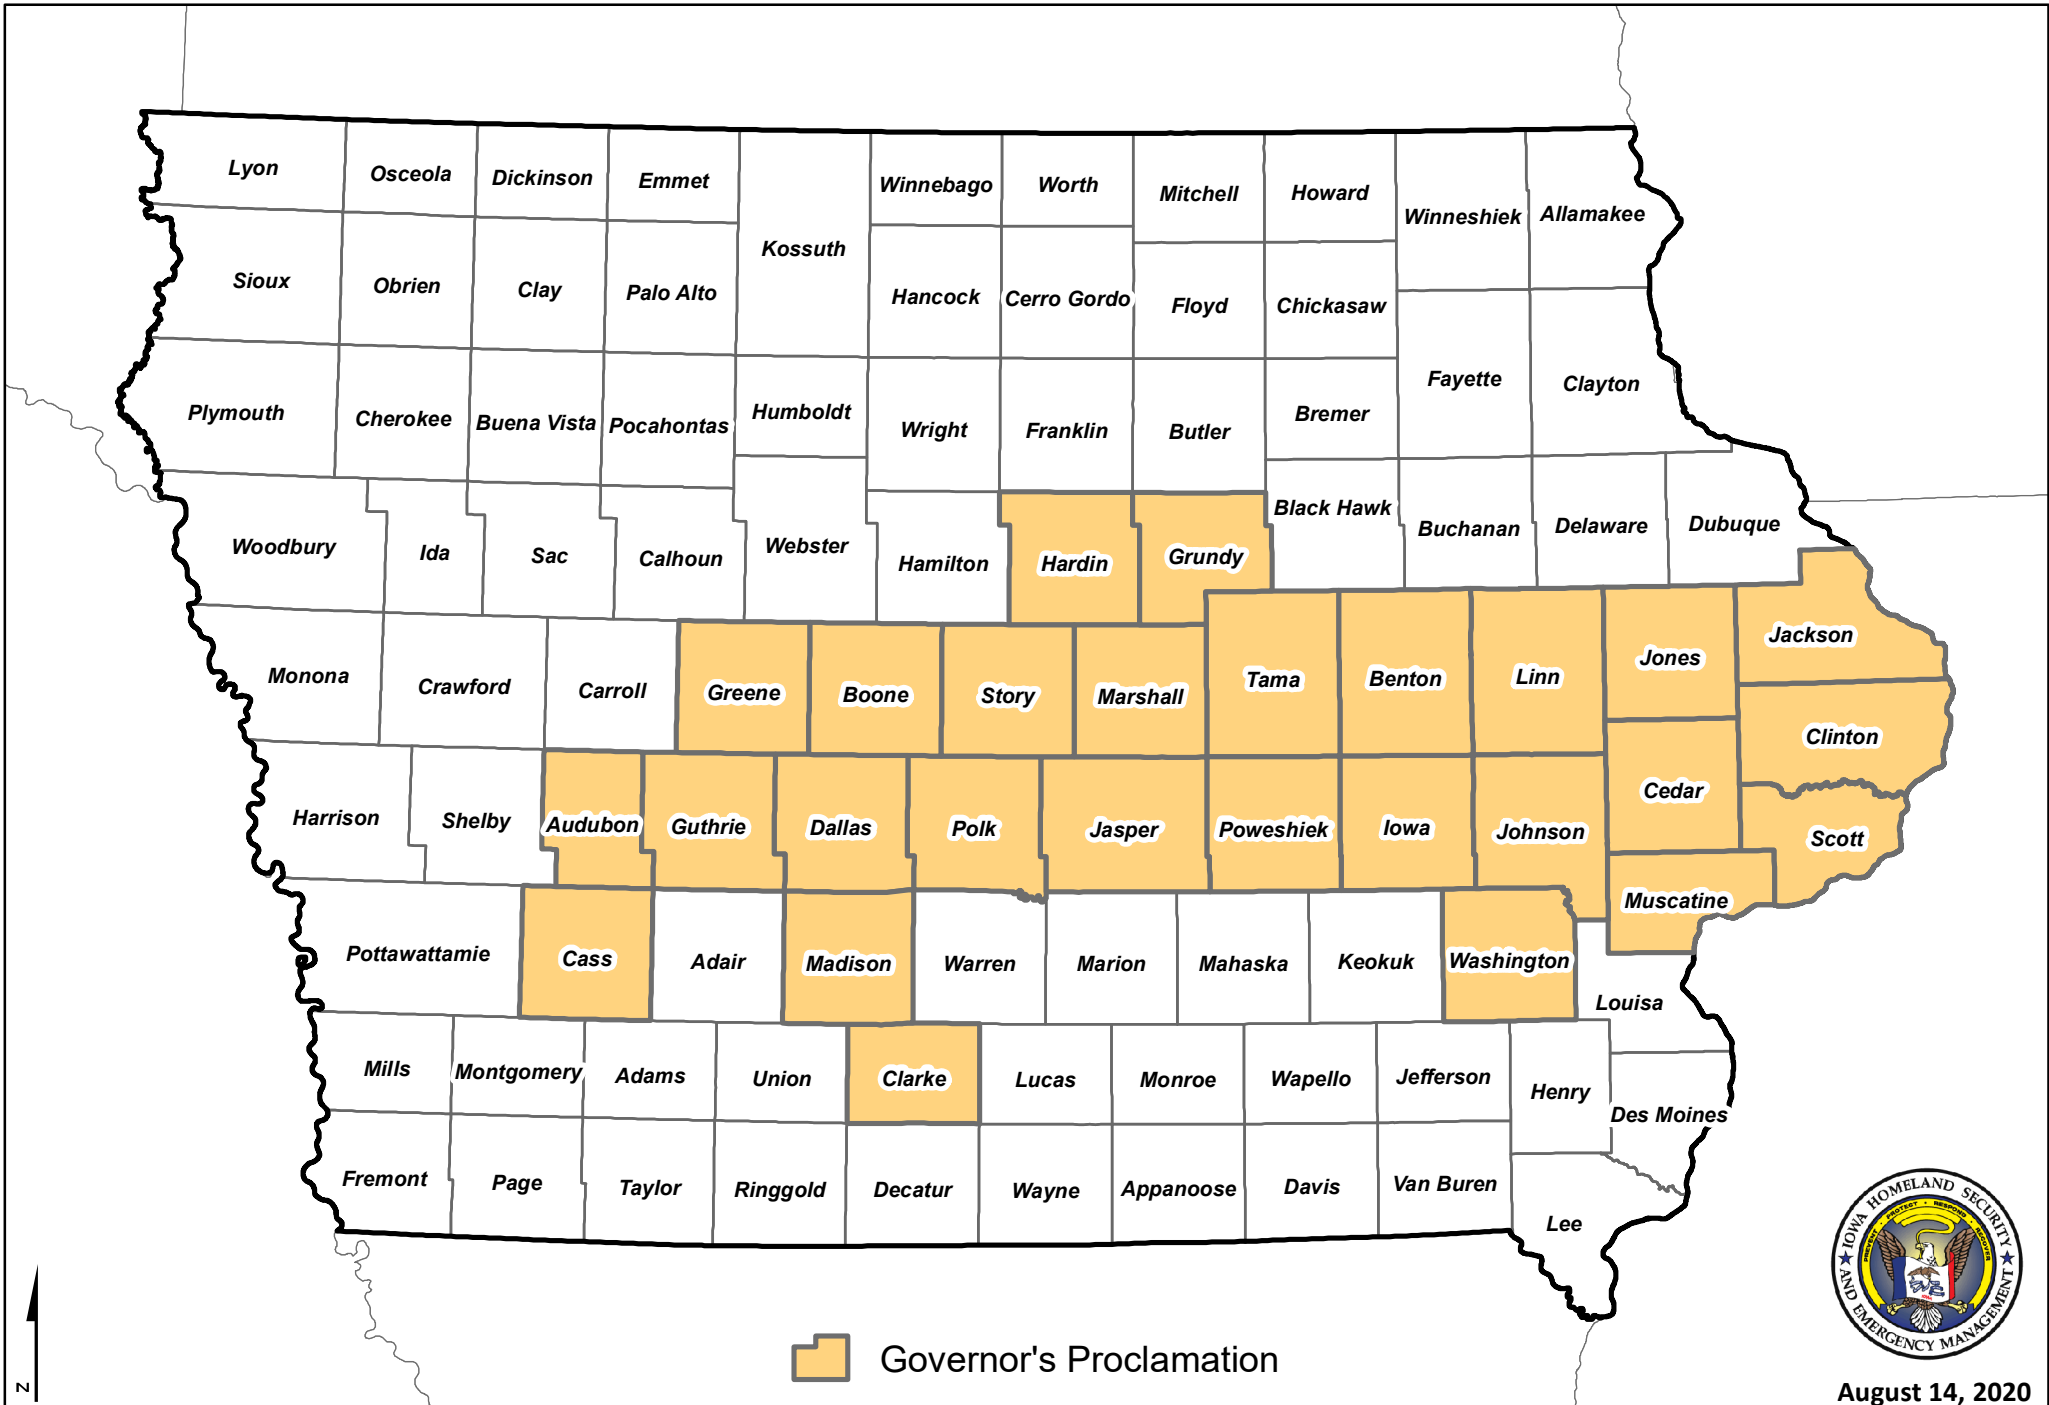 Lyon
Osceola
Dickinson
Emmet
Winnebago
Worth
Mitchell
Howard
Winneshiek
Allamakee
Kossuth
Sioux
Obrien
Clay
Palo Alto
Hancock
Cerro Gordo
Floyd
Chickasaw
Fayette
Clayton
Plymouth
Cherokee
Buena Vista
Pocahontas
Humboldt
Wright
Franklin
Butler
Bremer
Black Hawk
Buchanan
Delaware
Dubuque
Woodbury
Ida
Sac
Calhoun
Webster
Hamilton
Hardin
Grundy
Jackson
Monona
Crawford
Carroll
Greene
Boone
Story
Marshall
Tama
Benton
Linn
Jones
Clinton
Harrison
Shelby
Audubon
Guthrie
Dallas
Polk
Jasper
Poweshiek
Iowa
Johnson
Cedar
Scott
Muscatine
Pottawattamie
Cass
Adair
Madison
Warren
Marion
Mahaska
Keokuk
Washington
Louisa
Mills
Montgomery
Adams
Union
Clarke
Lucas
Monroe
Wapello
Jefferson
Henry
Des Moines
Fremont
Page
Taylor
Ringgold
Decatur
Wayne
Appanoose
Davis
Van Buren
Lee
IOWA HOMELAND SECURITY
AND EMERGENCY MANAGEMENT
PREVENT • PROTECT • RESPOND • RECOVER
Governor's Proclamation
N
August 14, 2020